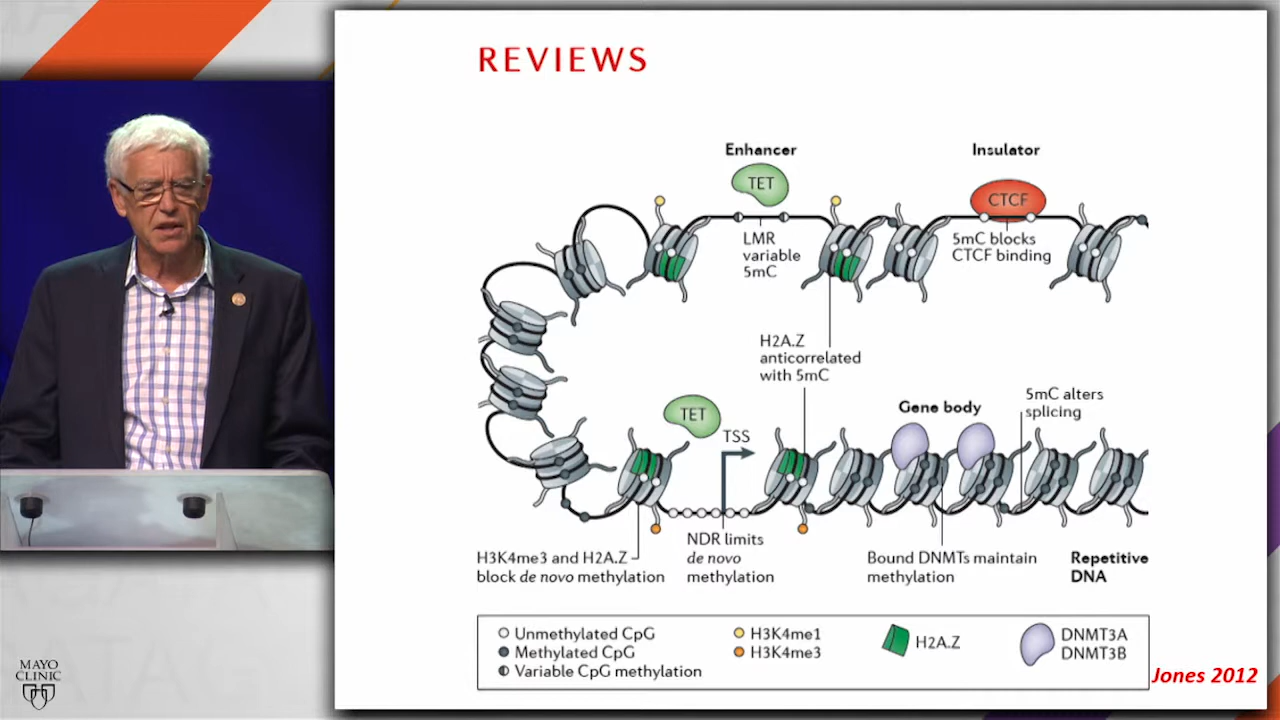 REVIEWS
Enhancer
Insulator
TET
CTCF
LMR
variable
5mC
5mC blocks
CTCF binding
H2A.Z
anticorrelated
with 5mC
TET
TSS
Gene body
5mC alters
splicing
H3K4me3 and H2A.Z
block de novo methylation
NDR limits
de novo
methylation
Bound DNMTs maintain
methylation
Repetitive
DNA
Unmethylated CpG
Methylated CpG
Variable CpG methylation
H3K4me1
H3K4me3
H2A.Z
DNMT3A
DNMT3B
Jones 2012
MAYO
CLINIC